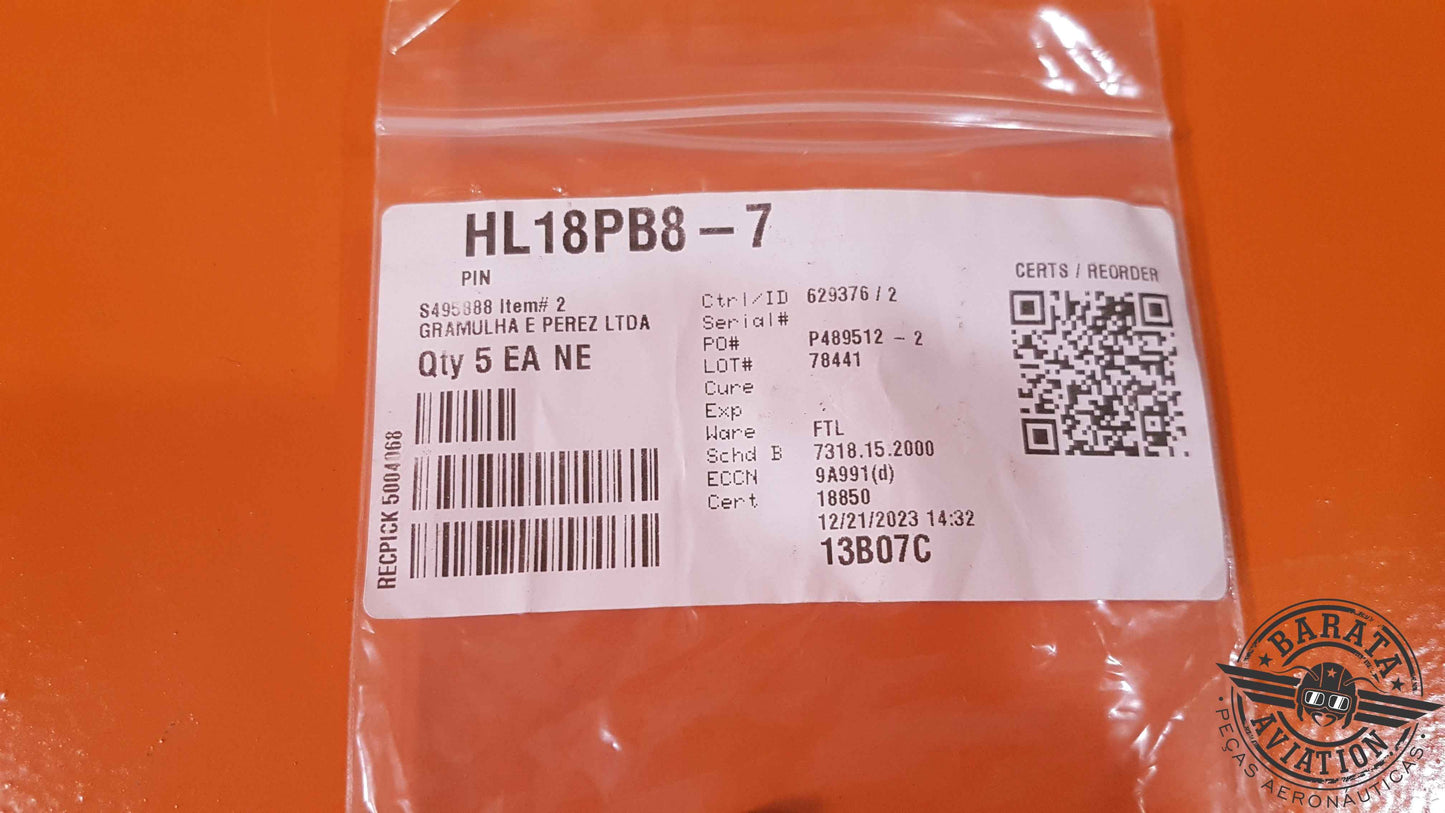 HL18PB8-7
PIN
S495888 Item# 2
GRAMULHA E PEREZ LTDA
Qty 5 EA NE
RECPICK 5004068
Ctrl/ID 629376 / 2
Serial#
PO# P489512 - 2
LOT# 78441
Cure
Exp
Ware FTL
Schd B 7318.15.2000
ECCN 9A991(d)
Cert 18850
12/21/2023 14:32
13B07C
CERTS / REORDER
BARATA
AVIATION
PEÇAS AERONÁUTICAS